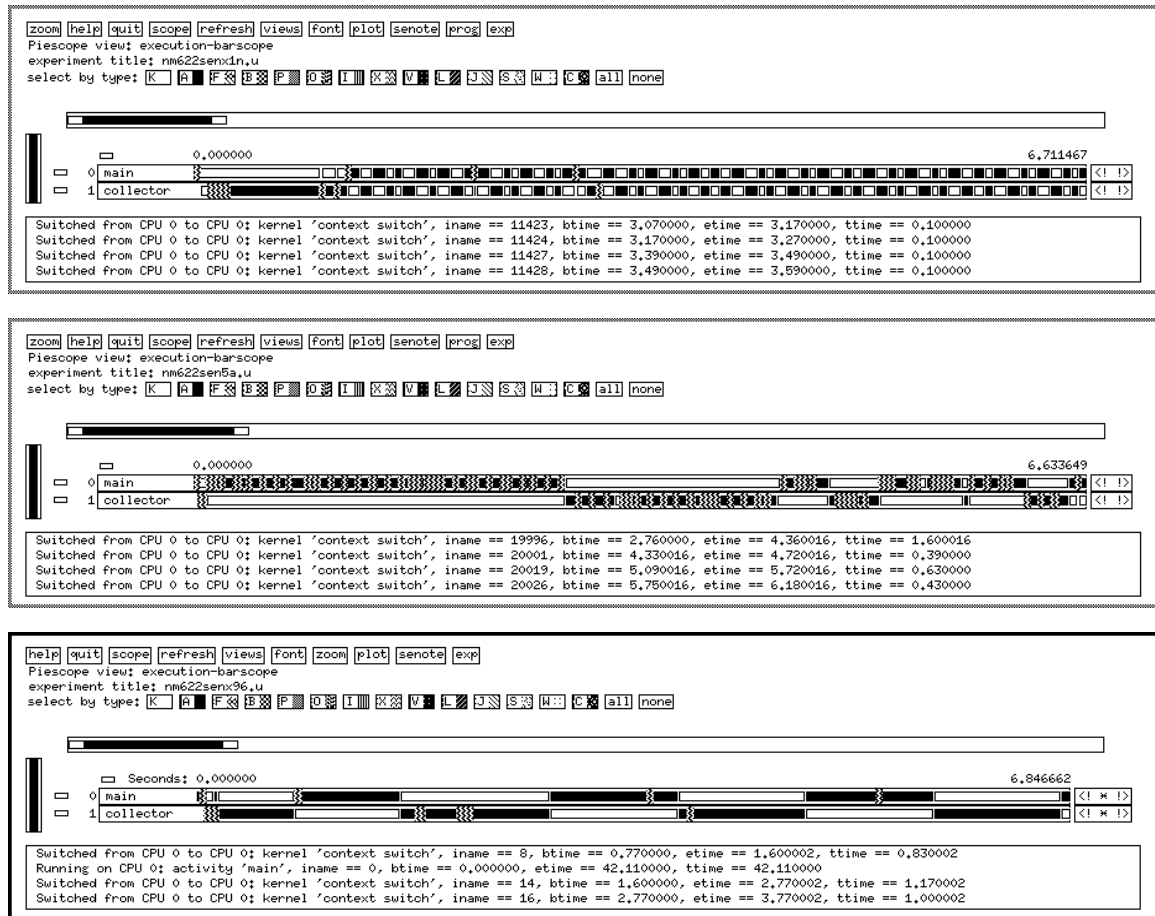 zoom help quit scope refresh views font plot senote prog exp
Piescope view: execution-barscope
experiment title: nm622senx1n.u
select by type: K A F B P O I X V L J S W C all none
0.000000 6.711467
0 main <! !>
1 collector <! !>
Switched from CPU 0 to CPU 0: kernel 'context switch', iname == 11423, btime == 3.070000, etime == 3.170000, ttime == 0.100000
Switched from CPU 0 to CPU 0: kernel 'context switch', iname == 11424, btime == 3.170000, etime == 3.270000, ttime == 0.100000
Switched from CPU 0 to CPU 0: kernel 'context switch', iname == 11427, btime == 3.390000, etime == 3.490000, ttime == 0.100000
Switched from CPU 0 to CPU 0: kernel 'context switch', iname == 11428, btime == 3.490000, etime == 3.590000, ttime == 0.100000
zoom help quit scope refresh views font plot senote prog exp
Piescope view: execution-barscope
experiment title: nm622sen5a.u
select by type: K A F B P O I X V L J S W C all none
0.000000 6.633649
0 main <! !>
1 collector <! !>
Switched from CPU 0 to CPU 0: kernel 'context switch', iname == 19996, btime == 2.760000, etime == 4.360016, ttime == 1.600016
Switched from CPU 0 to CPU 0: kernel 'context switch', iname == 20001, btime == 4.330016, etime == 4.720016, ttime == 0.390000
Switched from CPU 0 to CPU 0: kernel 'context switch', iname == 20019, btime == 5.090016, etime == 5.720016, ttime == 0.630000
Switched from CPU 0 to CPU 0: kernel 'context switch', iname == 20026, btime == 5.750016, etime == 6.180016, ttime == 0.430000
help quit scope refresh views font zoom plot senote exp
Piescope view: execution-barscope
experiment title: nm622senx96.u
select by type: K A F B P O I X V L J S W C all none
Seconds: 0.000000 6.846662
0 main <! * !>
1 collector <! * !>
Switched from CPU 0 to CPU 0: kernel 'context switch', iname == 8, btime == 0.770000, etime == 1.600002, ttime == 0.830002
Running on CPU 0: activity 'main', iname == 0, btime == 0.000000, etime == 42.110000, ttime == 42.110000
Switched from CPU 0 to CPU 0: kernel 'context switch', iname == 14, btime == 1.600000, etime == 2.770002, ttime == 1.170002
Switched from CPU 0 to CPU 0: kernel 'context switch', iname == 16, btime == 2.770000, etime == 3.770002, ttime == 1.000002